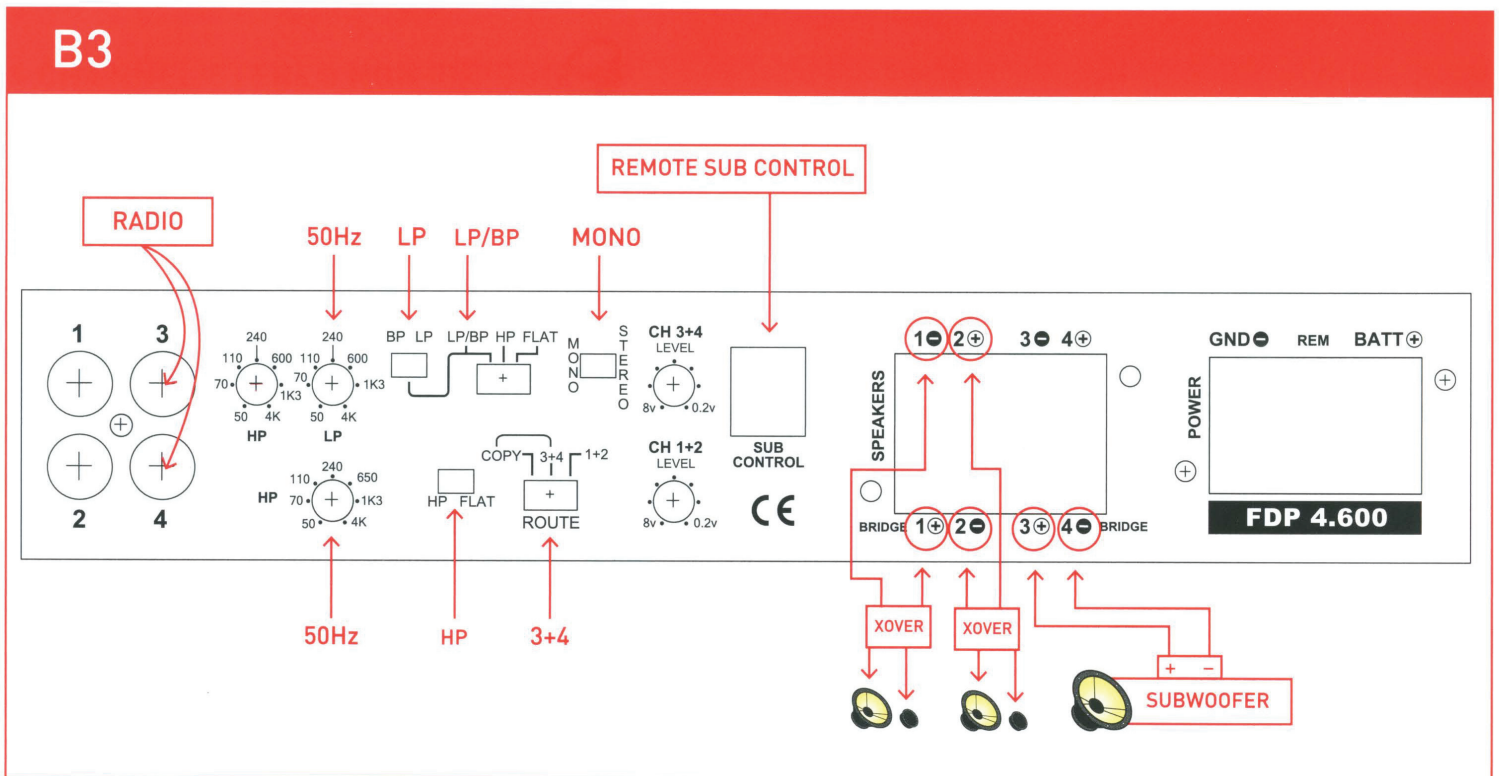 B3
REMOTE SUB CONTROL
RADIO
50Hz LP LP/BP MONO
1 3
2 4
240
110 600
70 1K3
50 4K
HP
240
110 600
70 1K3
50 4K
LP
BP LP LP/BP HP FLAT
MONO
STEREO
CH 3+4
LEVEL
8v 0.2v
HP
240
110 650
70 1K3
50 4K
HP FLAT
COPY 3+4 1+2
ROUTE
CH 1+2
LEVEL
8v 0.2v
SUB
CONTROL
CE
SPEAKERS
1⊖ 2⊕ 3⊖ 4⊕
BRIDGE 1⊕ 2⊖ 3⊕ 4⊖ BRIDGE
GND⊖ REM BATT⊕
POWER
FDP 4.600
50Hz HP 3+4
XOVER XOVER
+ −
SUBWOOFER